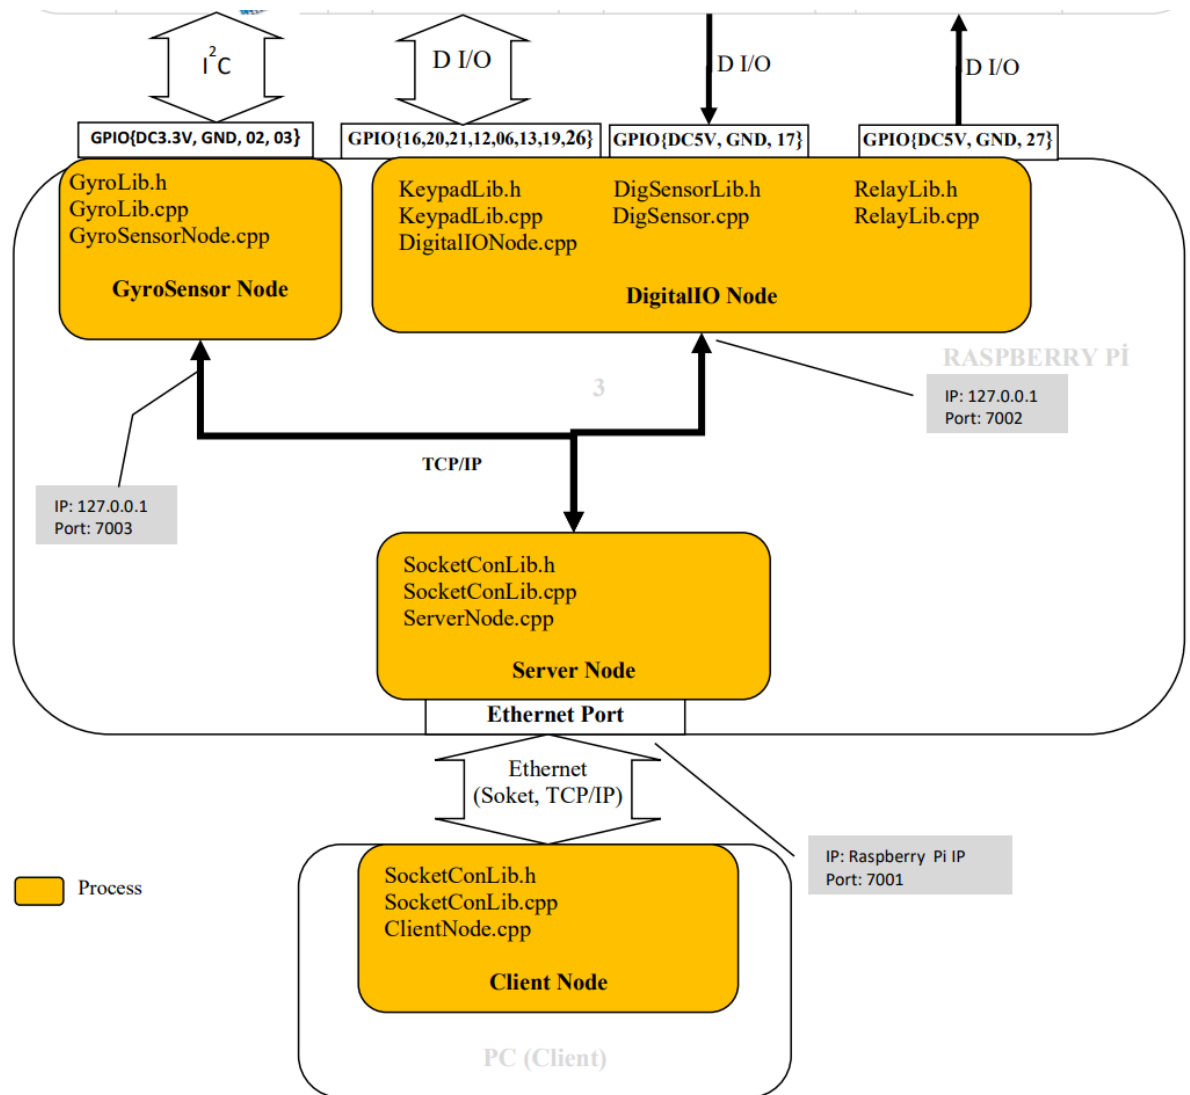 I2C
D I/O
D I/O
D I/O
GPIO{DC3.3V, GND, 02, 03}
GPIO{16,20,21,12,06,13,19,26}
GPIO{DC5V, GND, 17}
GPIO{DC5V, GND, 27}
GyroLib.h
GyroLib.cpp
GyroSensorNode.cpp
GyroSensor Node
KeypadLib.h
KeypadLib.cpp
DigitalIONode.cpp
DigSensorLib.h
DigSensor.cpp
RelayLib.h
RelayLib.cpp
DigitalIO Node
RASPBERRY Pİ
3
IP: 127.0.0.1
Port: 7002
TCP/IP
IP: 127.0.0.1
Port: 7003
SocketConLib.h
SocketConLib.cpp
ServerNode.cpp
Server Node
Ethernet Port
Ethernet
(Soket, TCP/IP)
IP: Raspberry Pi IP
Port: 7001
Process
SocketConLib.h
SocketConLib.cpp
ClientNode.cpp
Client Node
PC (Client)